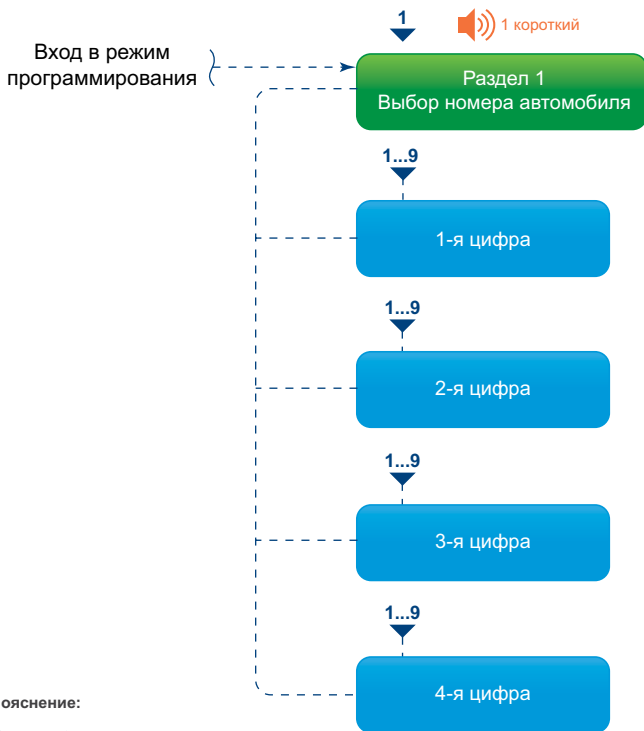 1
1 короткий
Вход в режим
программирования
Раздел 1
Выбор номера автомобиля
1...9
1-я цифра
1...9
2-я цифра
1...9
3-я цифра
1...9
4-я цифра
ояснение: